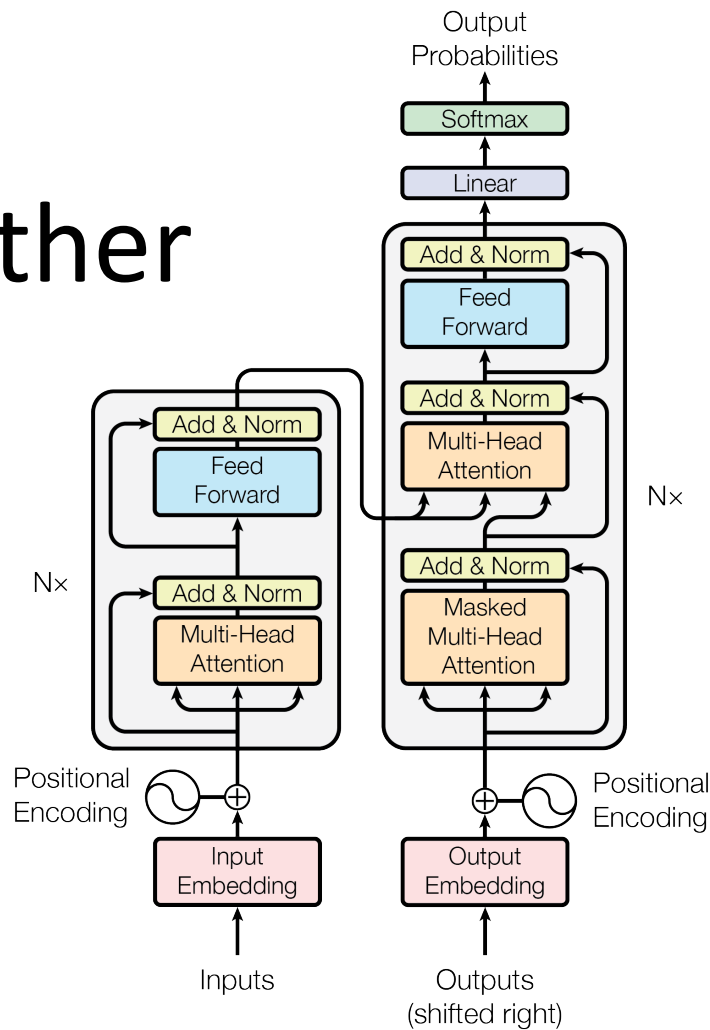 Output
Probabilities
Softmax
Linear
ther
Add & Norm
Feed
Forward
Add & Norm
Multi-Head
Attention
Nx
Add & Norm
Masked
Multi-Head
Attention
Add & Norm
Feed
Forward
Nx
Add & Norm
Multi-Head
Attention
Positional
Encoding
Positional
Encoding
Input
Embedding
Output
Embedding
Inputs
Outputs
(shifted right)